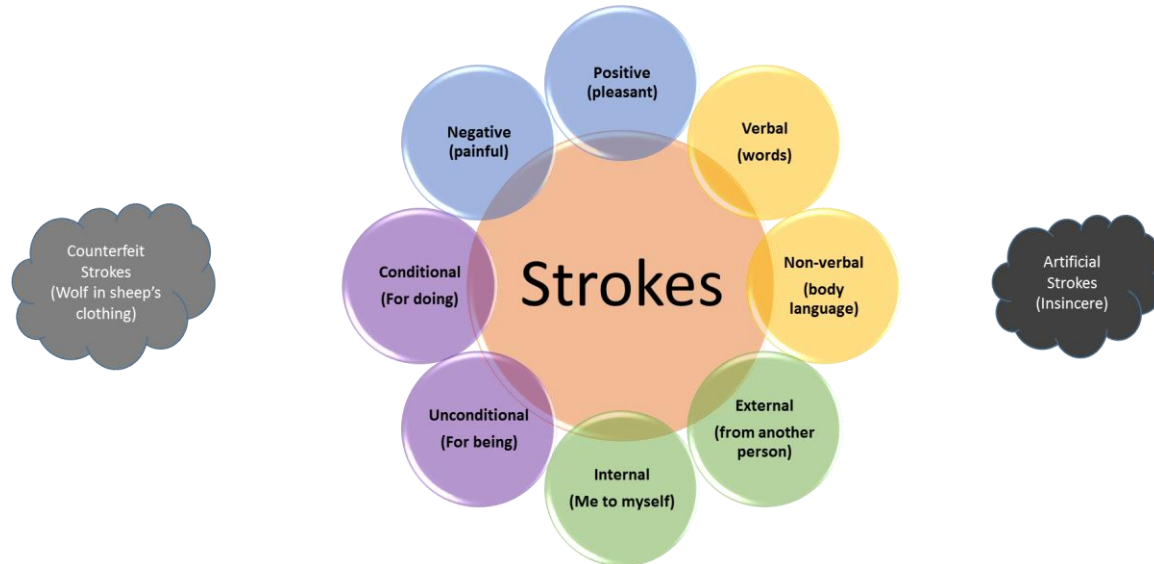 Positive
(pleasant)
Verbal
(words)
Non-verbal
(body
language)
External
(from another
person)
Internal
(Me to myself)
Unconditional
(For being)
Conditional
(For doing)
Negative
(painful)
Strokes
Counterfeit
Strokes
(Wolf in sheep's
clothing)
Artificial
Strokes
(Insincere)